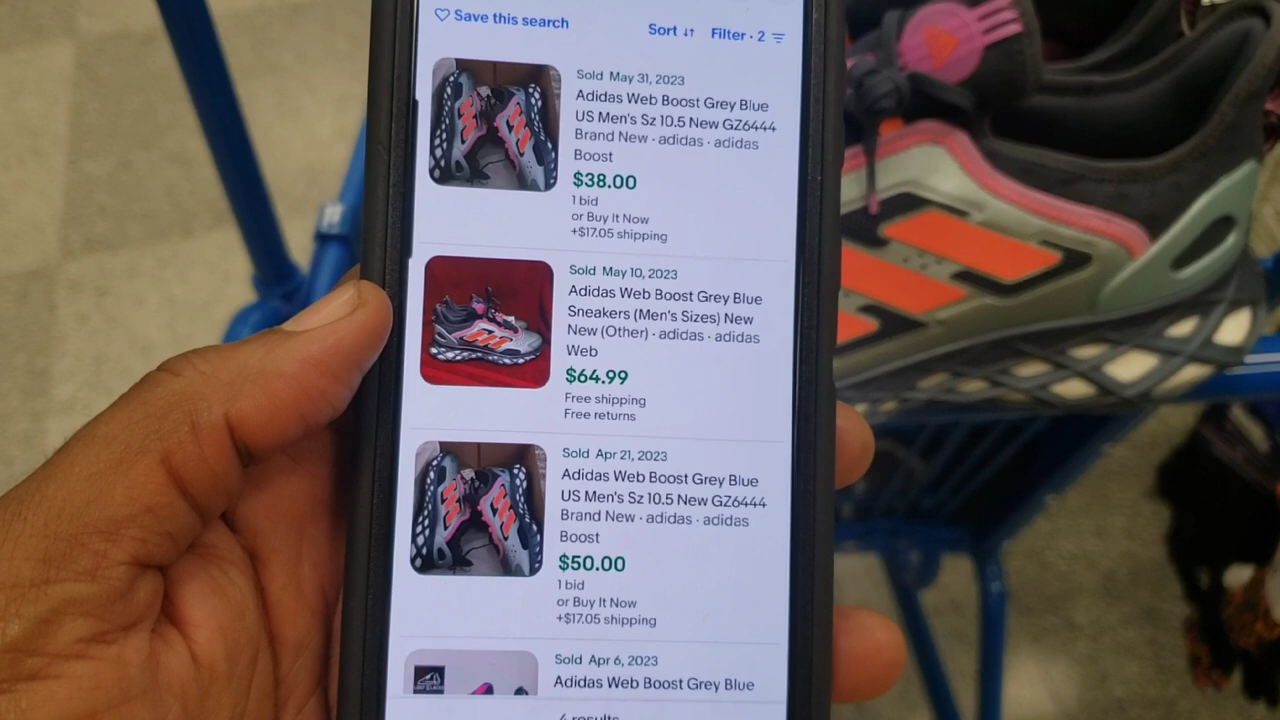 Save this search
Sort Filter · 2
Sold May 31, 2023
Adidas Web Boost Grey Blue
US Men's Sz 10.5 New GZ6444
Brand New · adidas · adidas
Boost
$38.00
1 bid
or Buy It Now
+$17.05 shipping
Sold May 10, 2023
Adidas Web Boost Grey Blue
Sneakers (Men's Sizes) New
New (Other) · adidas · adidas
Web
$64.99
Free shipping
Free returns
Sold Apr 21, 2023
Adidas Web Boost Grey Blue
US Men's Sz 10.5 New GZ6444
Brand New · adidas · adidas
Boost
$50.00
1 bid
or Buy It Now
+$17.05 shipping
Sold Apr 6, 2023
Adidas Web Boost Grey Blue
4 results